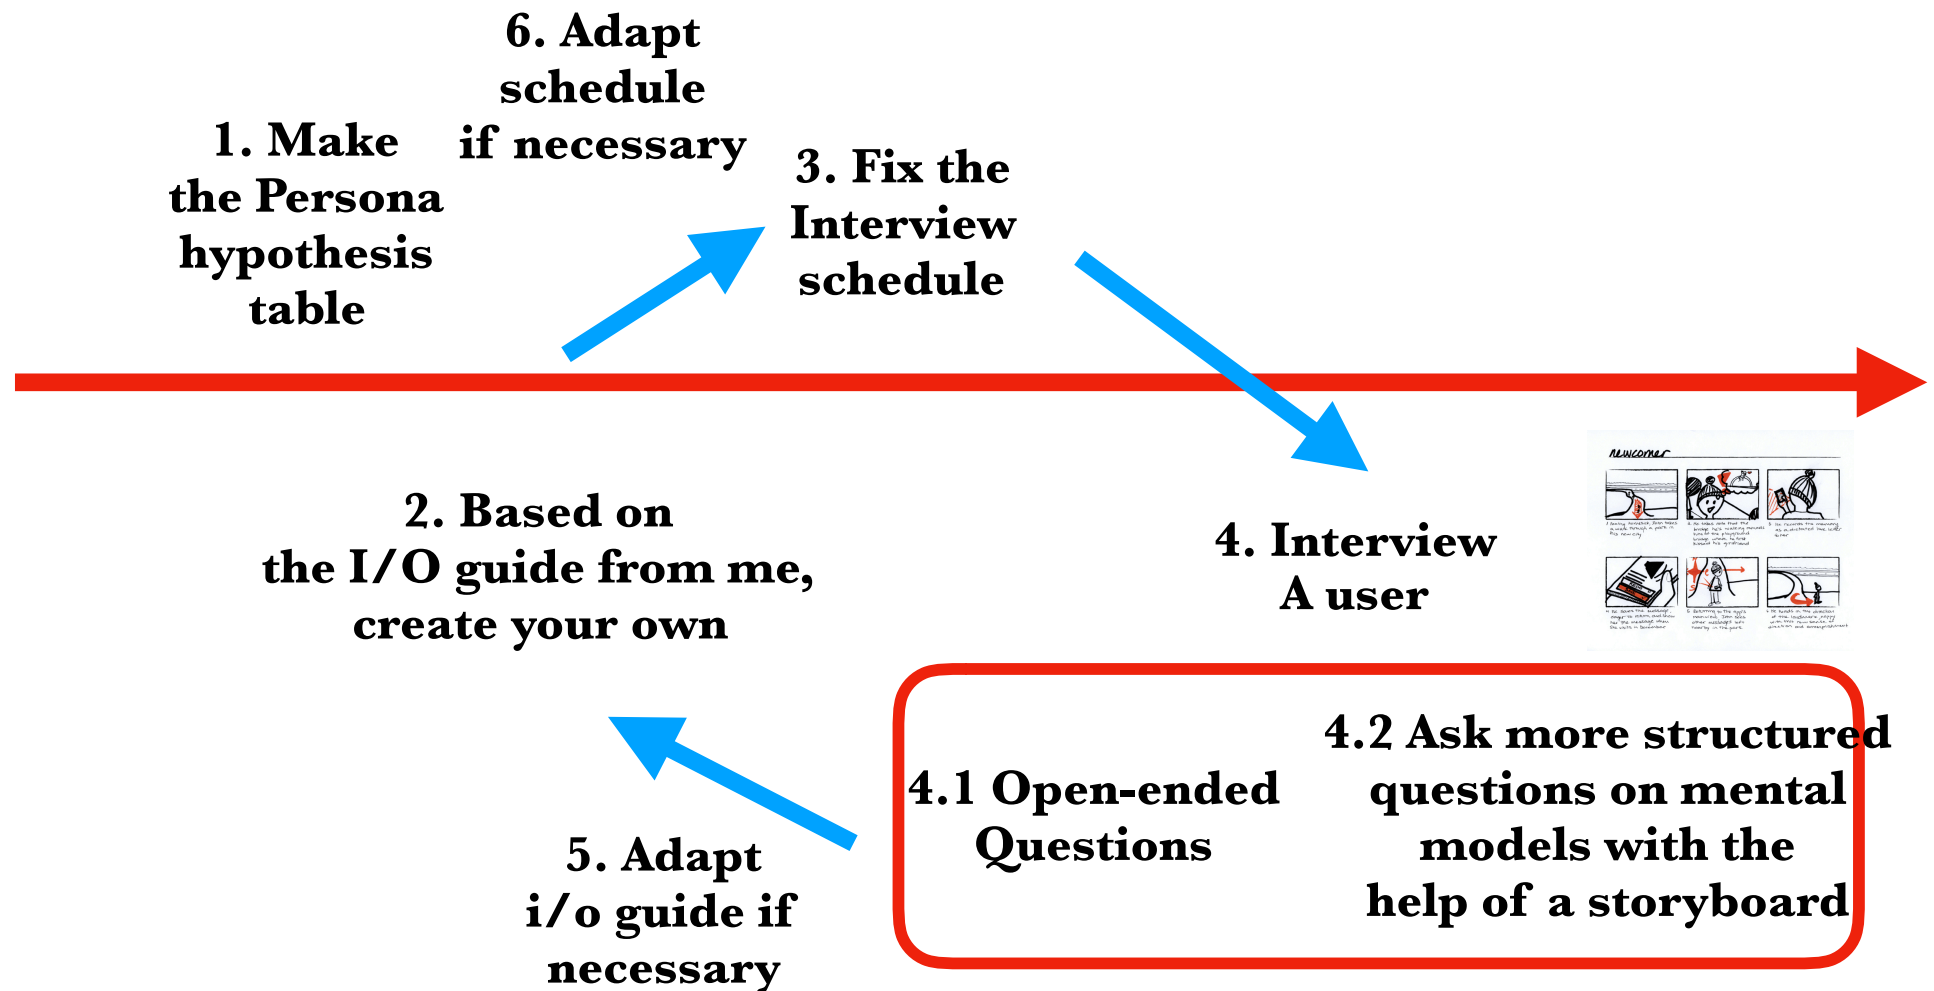 6. Adapt
schedule
if necessary
1. Make
the Persona
hypothesis
table
3. Fix the
Interview
schedule
2. Based on
the I/O guide from me,
create your own
4. Interview
A user
newcomer
4.1 Open-ended
Questions
4.2 Ask more structured
questions on mental
models with the
help of a storyboard
5. Adapt
i/o guide if
necessary